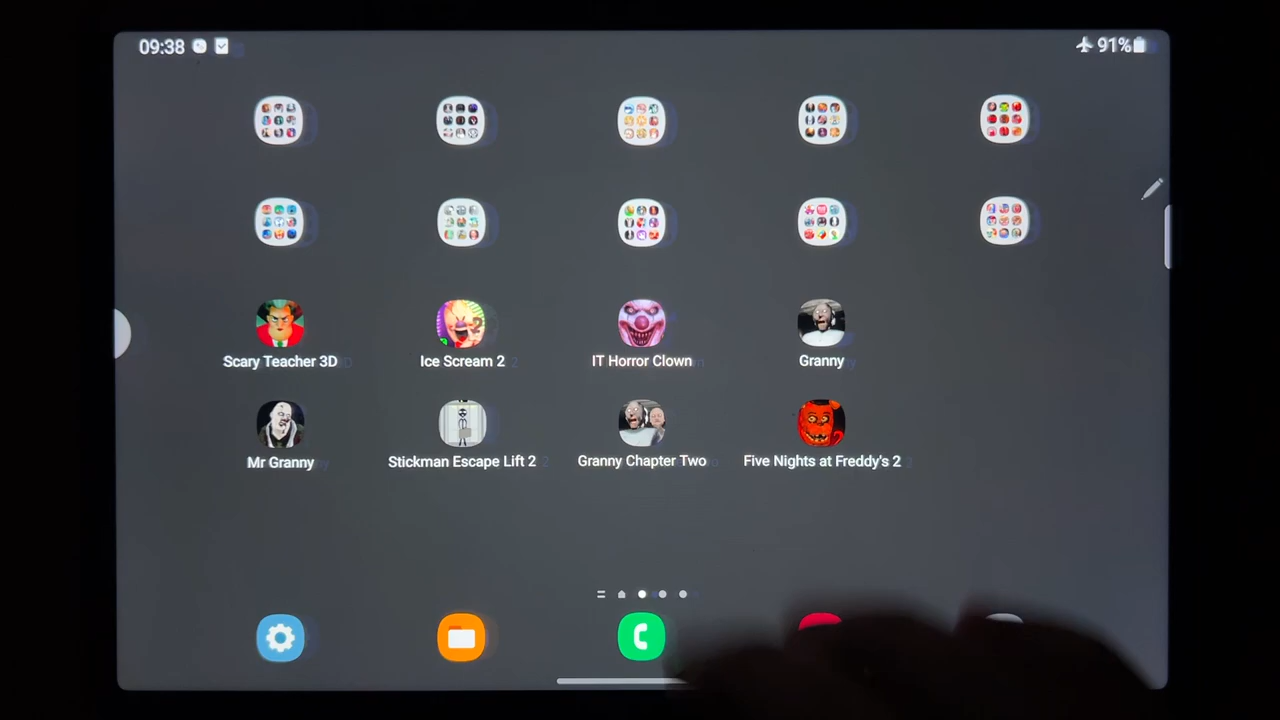 09:38
91%
Scary Teacher 3D
Ice Scream 2
IT Horror Clown
Granny
Mr Granny
Stickman Escape Lift 2
Granny Chapter Two
Five Nights at Freddy's 2